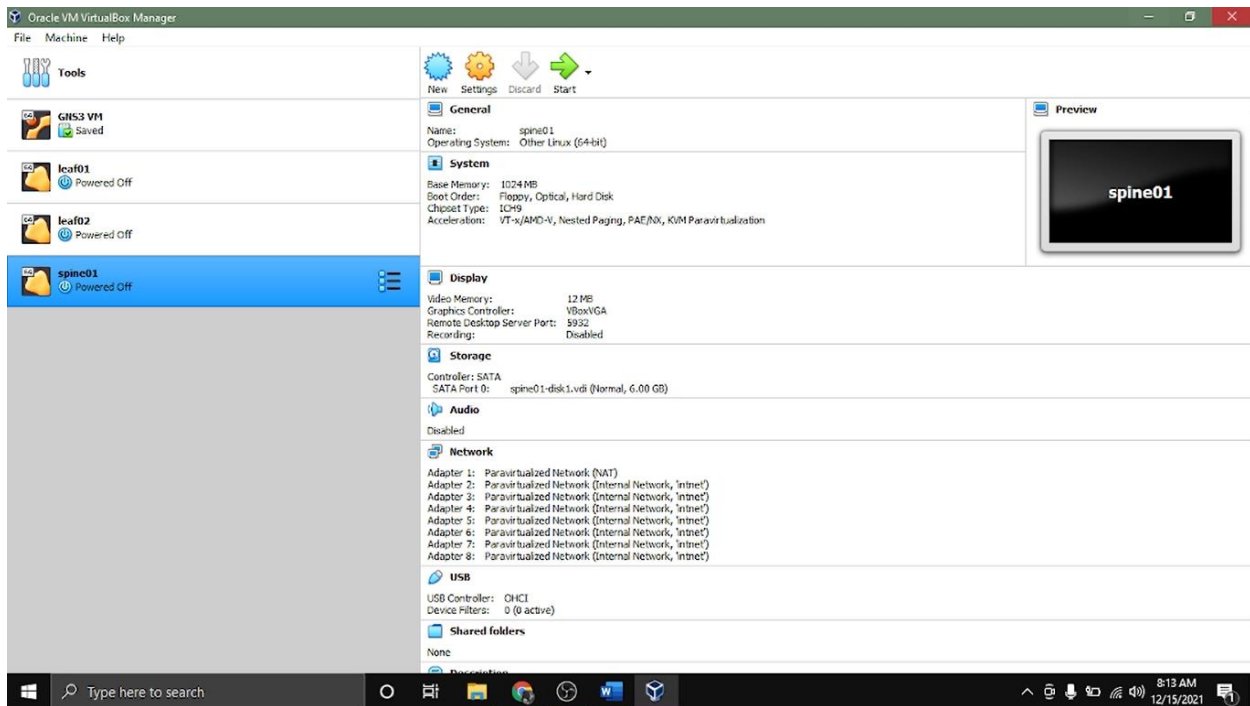 Oracle VM VirtualBox Manager
File Machine Help
Tools
GNS3 VM
Saved
leaf01
Powered Off
leaf02
Powered Off
spine01
Powered Off
New Settings Discard Start
General
Name: spine01
Operating System: Other Linux (64-bit)
System
Base Memory: 1024 MB
Boot Order: Floppy, Optical, Hard Disk
Chipset Type: ICH9
Acceleration: VT-x/AMD-V, Nested Paging, PAE/NX, KVM Paravirtualization
Preview
spine01
Display
Video Memory: 12 MB
Graphics Controller: VBoxVGA
Remote Desktop Server Port: 5932
Recording: Disabled
Storage
Controller: SATA
SATA Port 0: spine01-disk1.vdi (Normal, 6.00 GB)
Audio
Disabled
Network
Adapter 1: Paravirtualized Network (NAT)
Adapter 2: Paravirtualized Network (Internal Network, 'intnet')
Adapter 3: Paravirtualized Network (Internal Network, 'intnet')
Adapter 4: Paravirtualized Network (Internal Network, 'intnet')
Adapter 5: Paravirtualized Network (Internal Network, 'intnet')
Adapter 6: Paravirtualized Network (Internal Network, 'intnet')
Adapter 7: Paravirtualized Network (Internal Network, 'intnet')
Adapter 8: Paravirtualized Network (Internal Network, 'intnet')
USB
USB Controller: OHCI
Device Filters: 0 (0 active)
Shared folders
None
Description
Type here to search
8:13 AM
12/15/2021